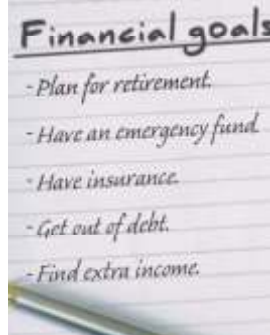 Financial goals
-Plan for retirement.
-Have an emergency fund.
-Have insurance.
-Get out of debt.
-Find extra income.